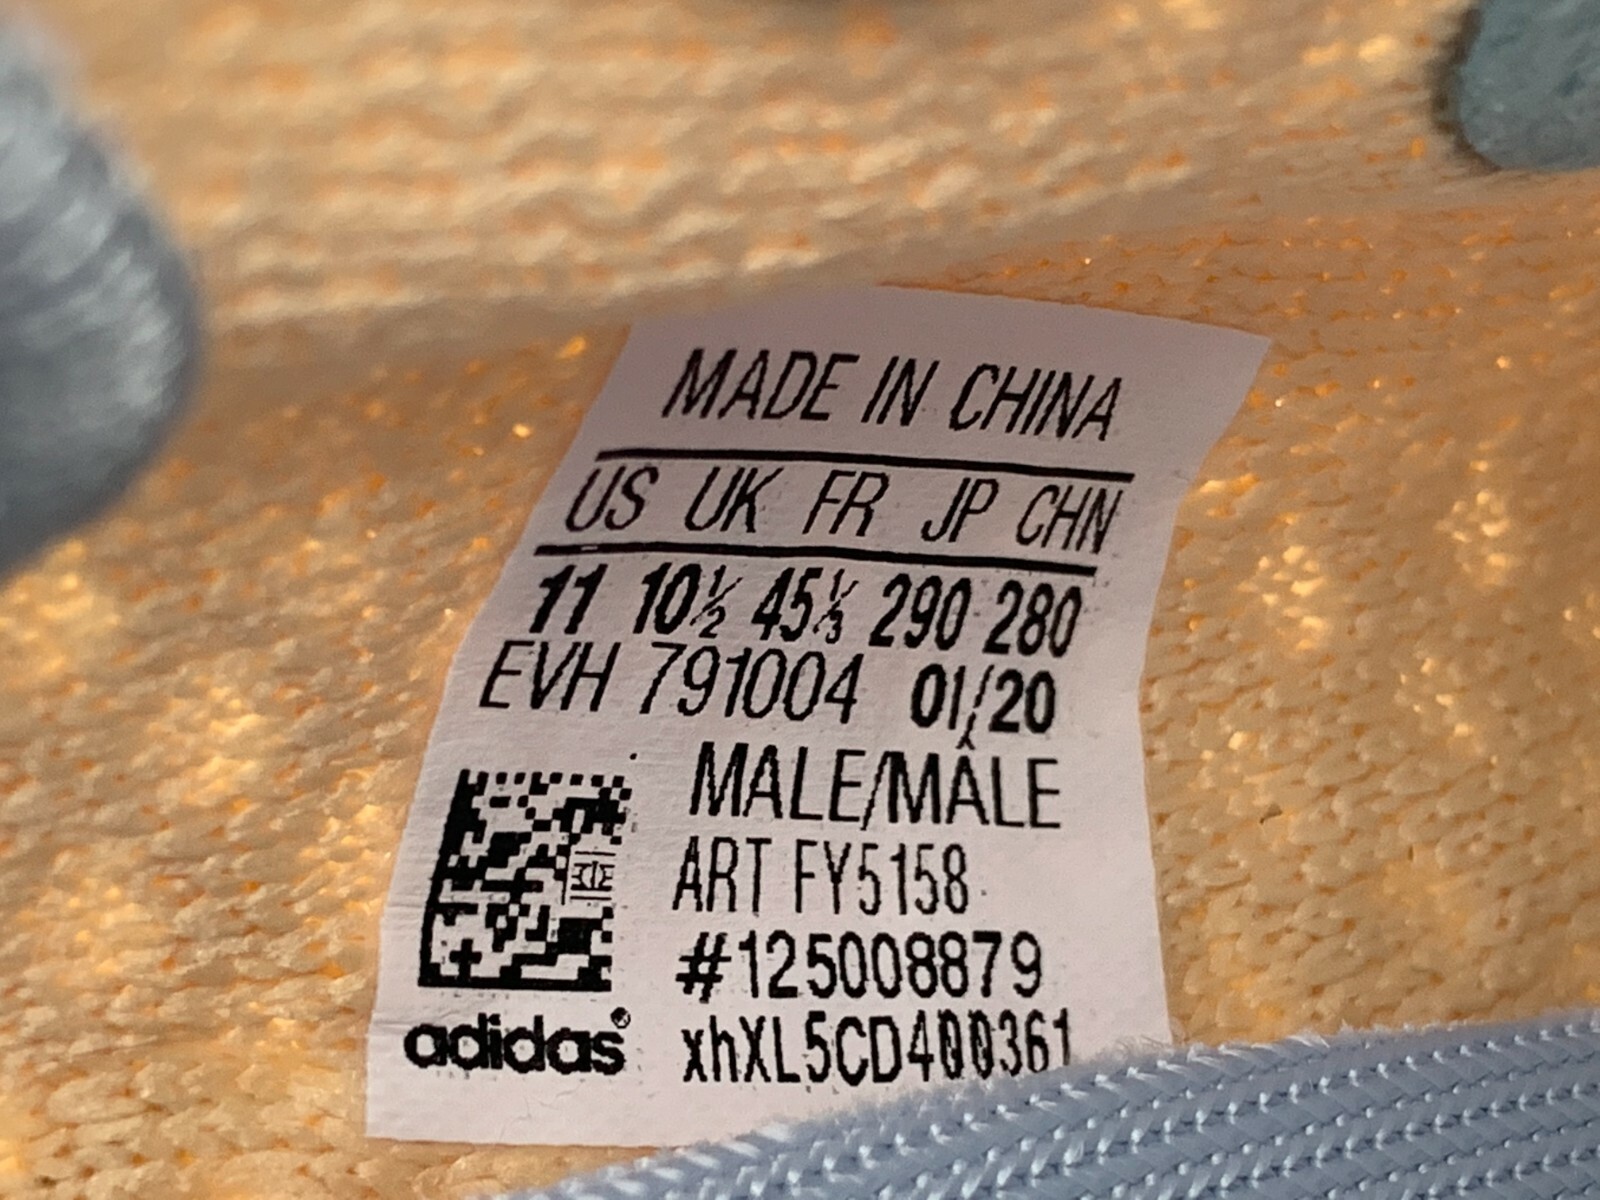 MADE IN CHINA
US UK FR JP CHN
11 10½ 45⅓ 290 280
EVH 791004 01/20
MALE/MÂLE
ART FY5158
#125008879
adidas® xhXL5CD400361